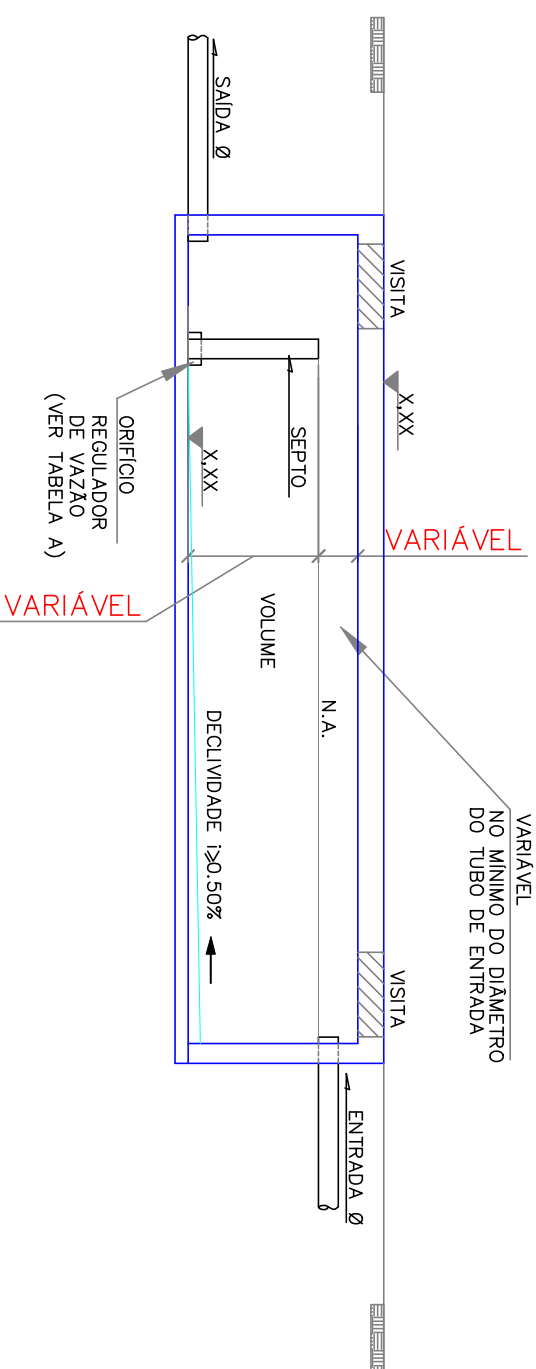 VARIÁVEL
NO MÍNIMO DO DIÂMETRO
DO TUBO DE ENTRADA
VISITA
VISITA
X,XX
VARIÁVEL
SAÍDA Ø
ENTRADA Ø
SEPTO
N.A.
VOLUME
X,XX
DECLIVIDADE i≥0.50%
ORIFÍCIO
REGULADOR
DE VAZÃO
(VER TABELA A)
VARIÁVEL